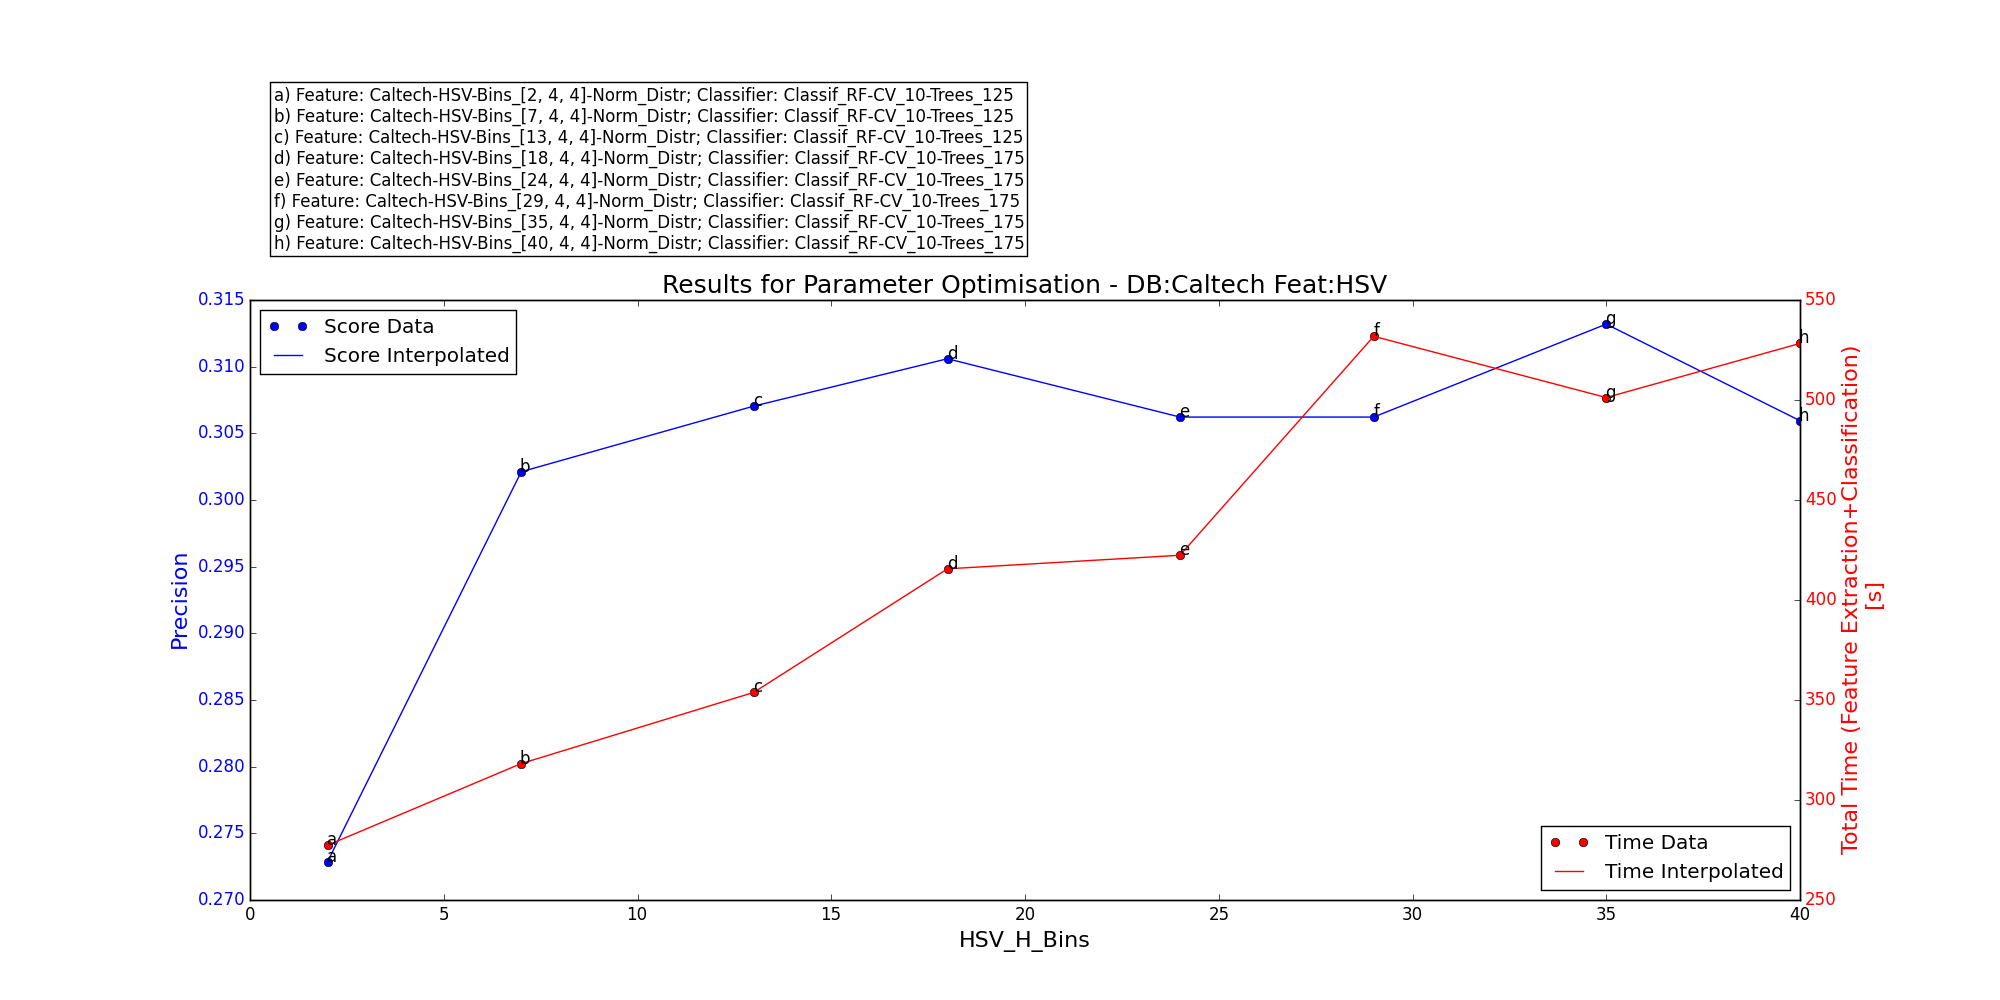 a) Feature: Caltech-HSV-Bins_[2, 4, 4]-Norm_Distr; Classifier: Classif_RF-CV_10-Trees_125
b) Feature: Caltech-HSV-Bins_[7, 4, 4]-Norm_Distr; Classifier: Classif_RF-CV_10-Trees_125
c) Feature: Caltech-HSV-Bins_[13, 4, 4]-Norm_Distr; Classifier: Classif_RF-CV_10-Trees_125
d) Feature: Caltech-HSV-Bins_[18, 4, 4]-Norm_Distr; Classifier: Classif_RF-CV_10-Trees_175
e) Feature: Caltech-HSV-Bins_[24, 4, 4]-Norm_Distr; Classifier: Classif_RF-CV_10-Trees_175
f) Feature: Caltech-HSV-Bins_[29, 4, 4]-Norm_Distr; Classifier: Classif_RF-CV_10-Trees_175
g) Feature: Caltech-HSV-Bins_[35, 4, 4]-Norm_Distr; Classifier: Classif_RF-CV_10-Trees_175
h) Feature: Caltech-HSV-Bins_[40, 4, 4]-Norm_Distr; Classifier: Classif_RF-CV_10-Trees_175
Results for Parameter Optimisation - DB:Caltech Feat:HSV
Score Data
Score Interpolated
Precision
0.315
0.310
0.305
0.300
0.295
0.290
0.285
0.280
0.275
0.270
a
b
c
d
e
f
g
h
a
b
c
d
e
f
g
h
550
500
450
400
350
300
250
Total Time (Feature Extraction+Classification)
[s]
Time Data
Time Interpolated
0
5
10
15
20
25
30
35
40
HSV_H_Bins